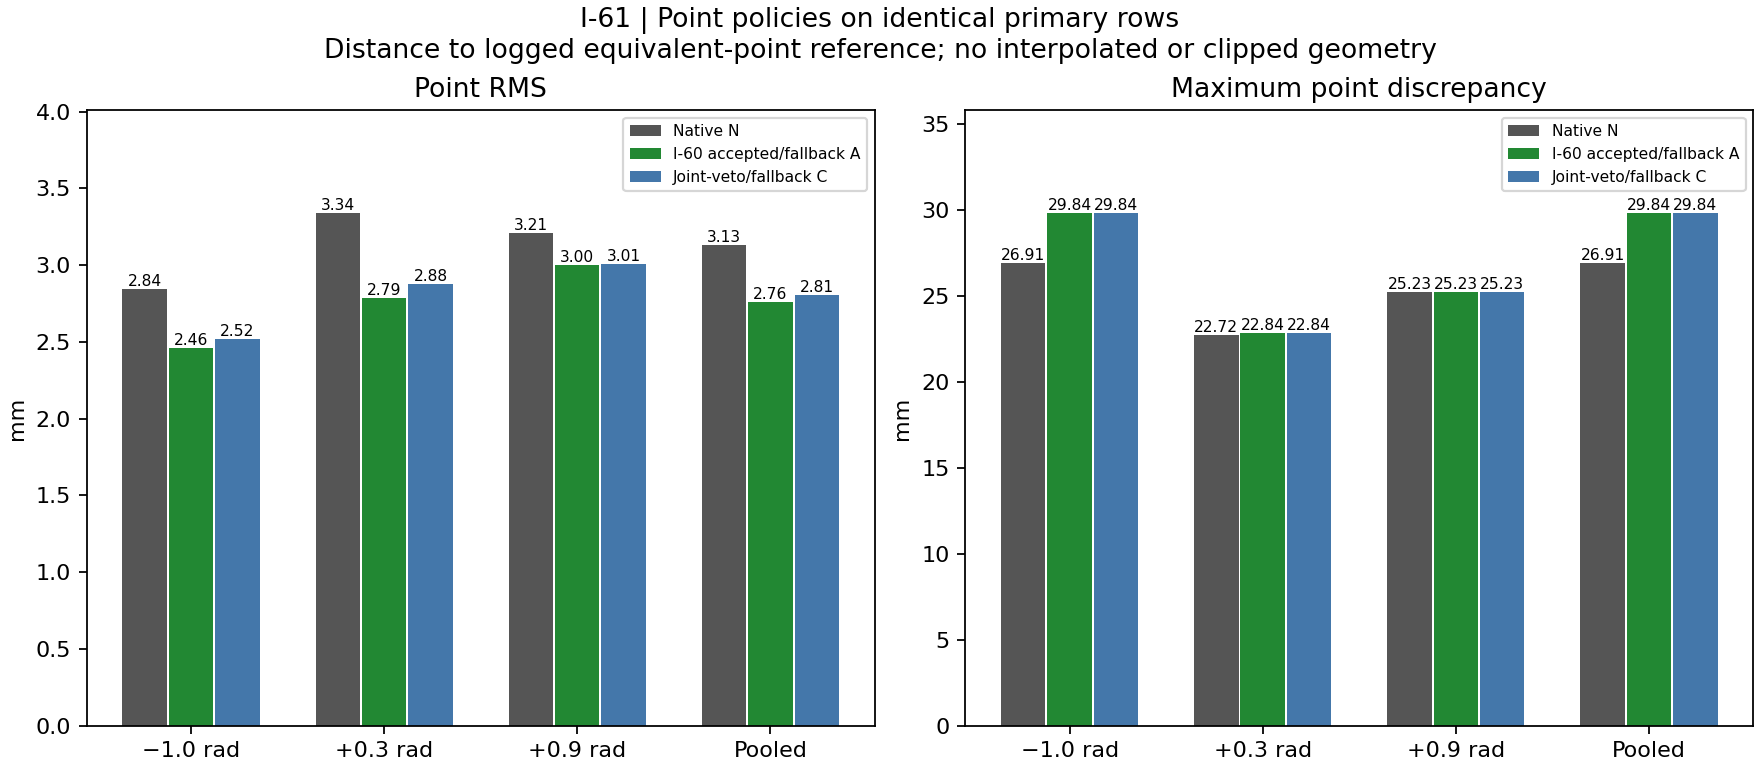 I-61 | Point policies on identical primary rows
Distance to logged equivalent-point reference; no interpolated or clipped geometry
Point RMS
mm
4.0
3.5
3.0
2.5
2.0
1.5
1.0
0.5
0.0
Native N
I-60 accepted/fallback A
Joint-veto/fallback C
2.84
2.46
2.52
3.34
2.79
2.88
3.21
3.00
3.01
3.13
2.76
2.81
−1.0 rad
+0.3 rad
+0.9 rad
Pooled
Maximum point discrepancy
mm
35
30
25
20
15
10
5
0
Native N
I-60 accepted/fallback A
Joint-veto/fallback C
26.91
29.84
29.84
22.72
22.84
22.84
25.23
25.23
25.23
26.91
29.84
29.84
−1.0 rad
+0.3 rad
+0.9 rad
Pooled